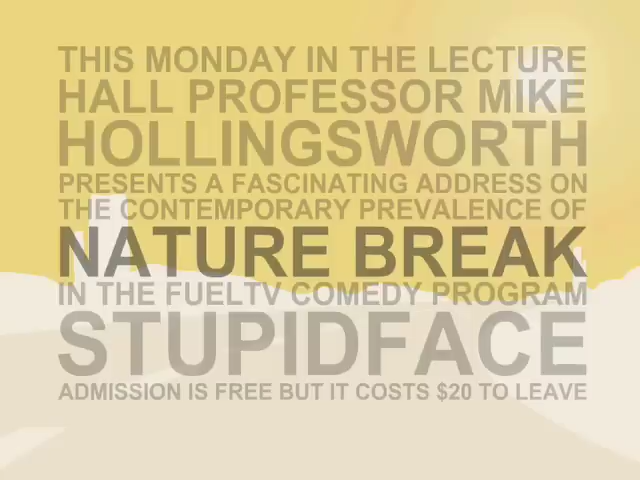 THIS MONDAY IN THE LECTURE
HALL PROFESSOR MIKE
HOLLINGSWORTH
PRESENTS A FASCINATING ADDRESS ON
THE CONTEMPORARY PREVALENCE OF
NATURE BREAK
IN THE FUELTV COMEDY PROGRAM
STUPIDFACE
ADMISSION IS FREE BUT IT COSTS $20 TO LEAVE